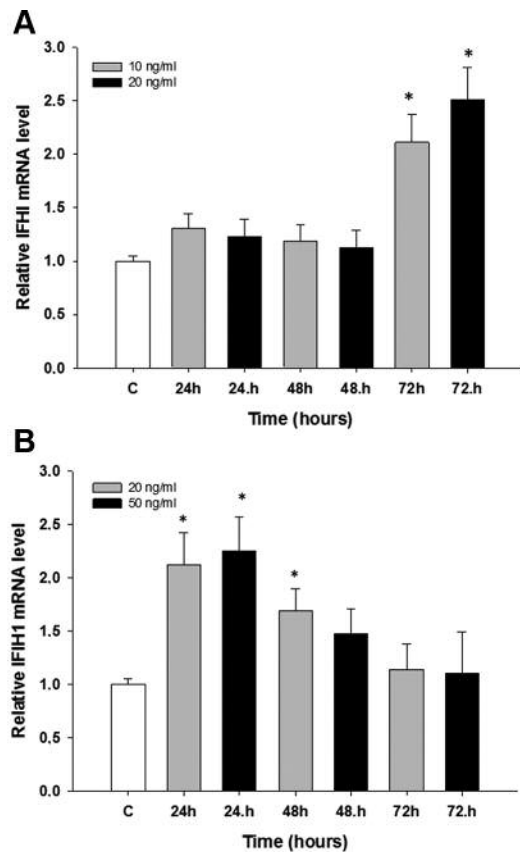 A
3.0
10 ng/ml
20 ng/ml
2.5
2.0
1.5
1.0
0.5
0.0
Relative IFHI mRNA level
* *
C 24h 24.h 48h 48.h 72h 72.h
Time (hours)
B
3.0
20 ng/ml
50 ng/ml
2.5
2.0
1.5
1.0
0.5
0.0
Relative IFIH1 mRNA level
* * *
C 24h 24.h 48h 48.h 72h 72.h
Time (hours)